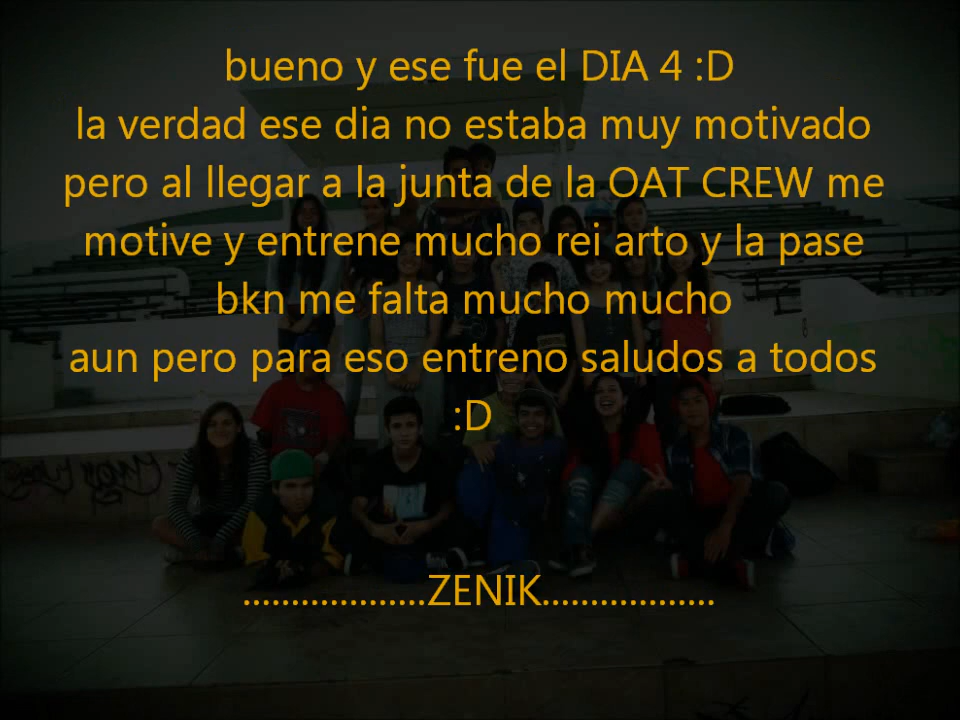 bueno y ese fue el DIA 4 :D
la verdad ese dia no estaba muy motivado
pero al llegar a la junta de la OAT CREW me
motive y entrene mucho rei arto y la pase
bkn me falta mucho mucho
aun pero para eso entreno saludos a todos
:D
...................ZENIK..................